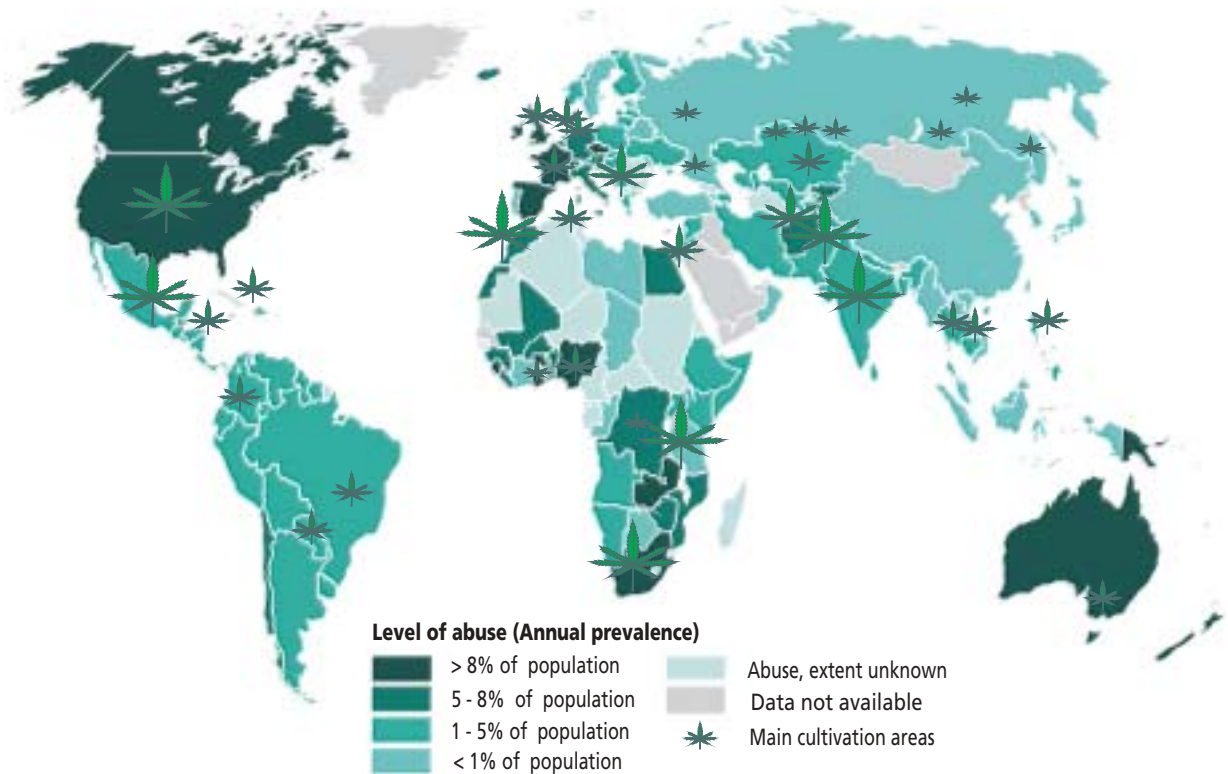 Level of abuse (Annual prevalence)
> 8% of population
5 - 8% of population
1 - 5% of population
< 1% of population
Abuse, extent unknown
Data not available
Main cultivation areas